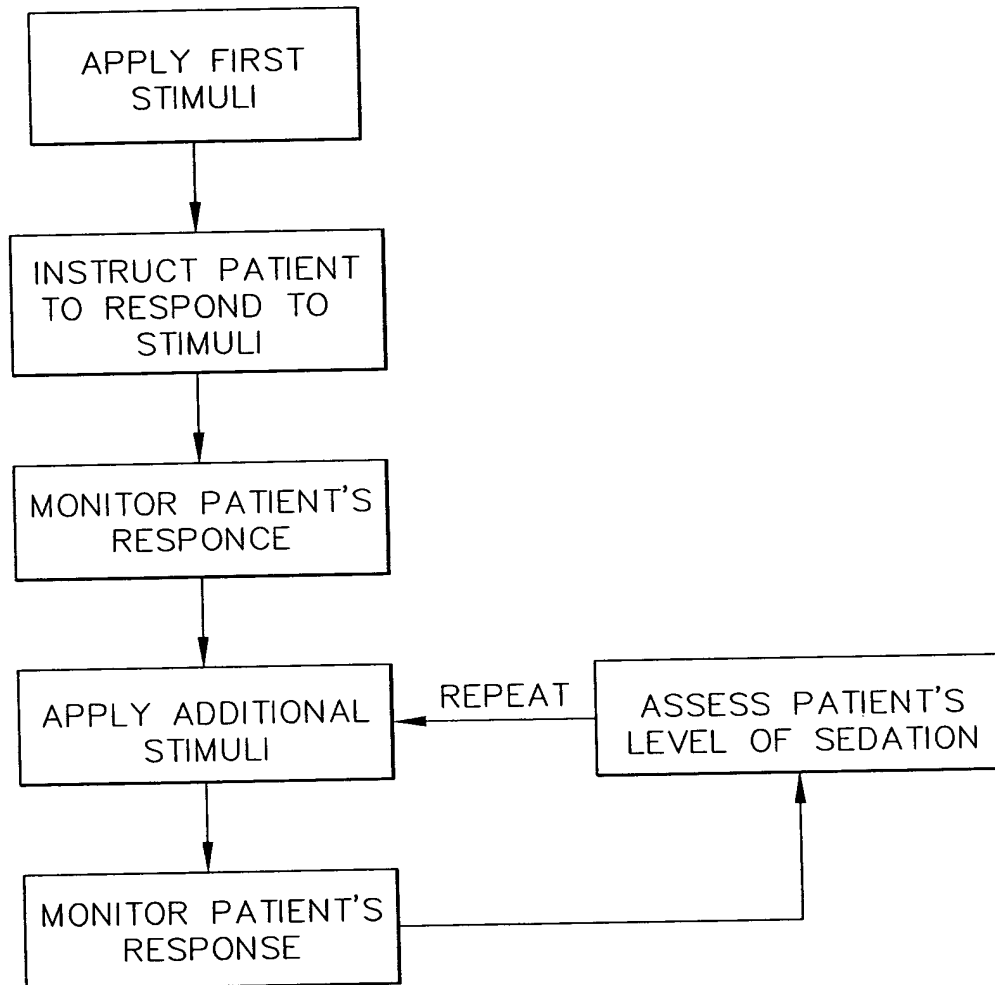 APPLY FIRST
STIMULI
INSTRUCT PATIENT
TO RESPOND TO
STIMULI
MONITOR PATIENT'S
RESPONCE
APPLY ADDITIONAL
STIMULI
REPEAT
ASSESS PATIENT'S
LEVEL OF SEDATION
MONITOR PATIENT'S
RESPONSE